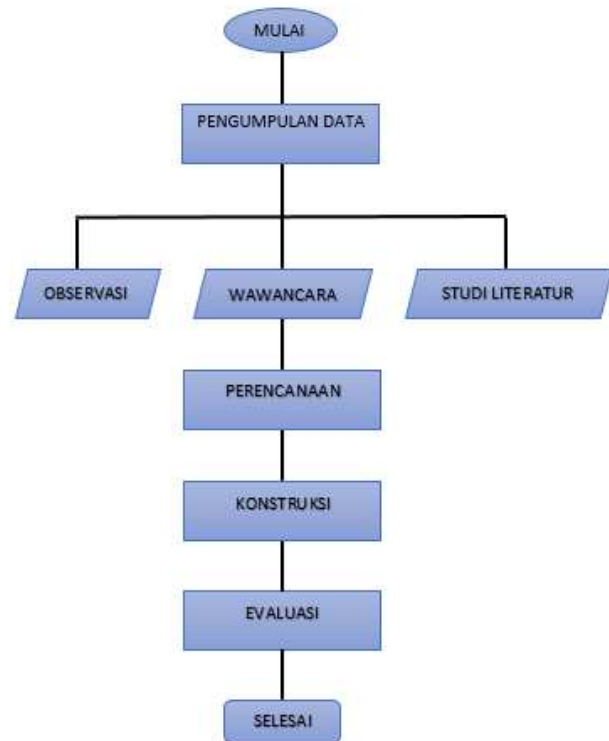 MULAI
PENGUMPULAN DATA
OBSERVASI
WAWANCARA
STUDI LITERATUR
PERENCANAAN
KONSTRUKSI
EVALUASI
SELESAI